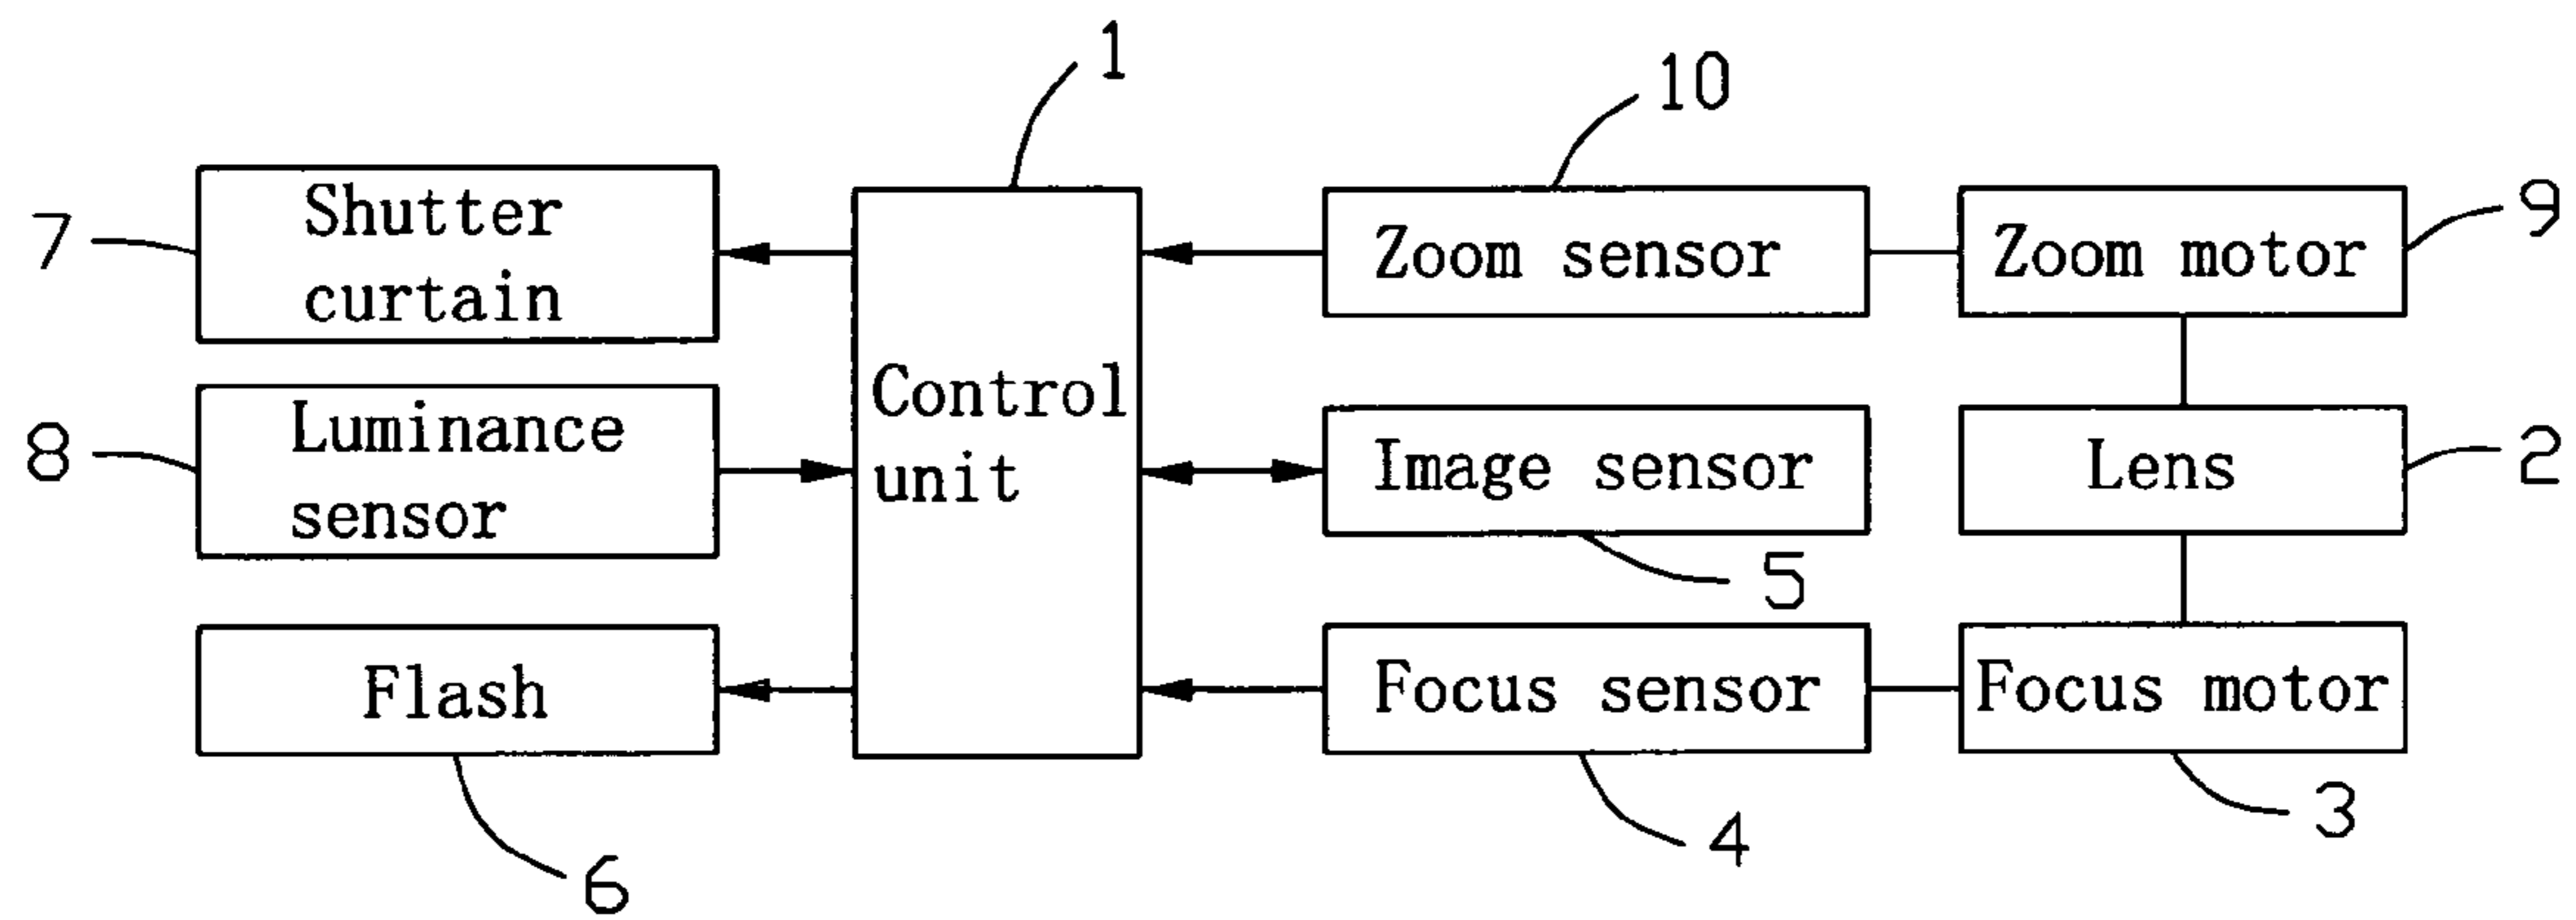 1
10
7
Shutter
curtain
Zoom sensor
Zoom motor
9
8
Luminance
sensor
Control
unit
Image sensor
Lens
2
5
Flash
Focus sensor
Focus motor
6
4
3